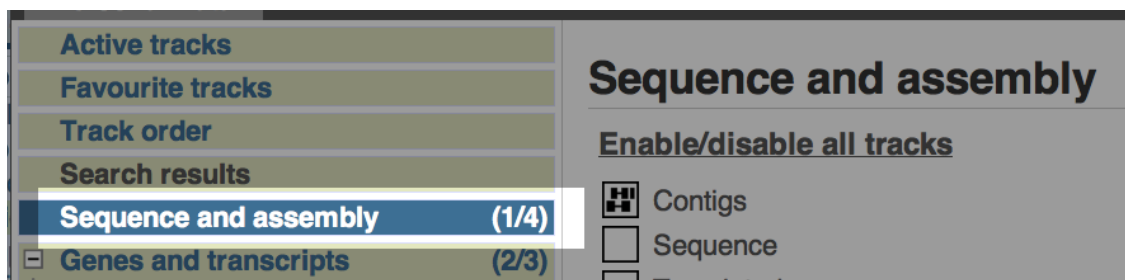 Active tracks
Favourite tracks
Track order
Search results
Sequence and assembly (1/4)
Genes and transcripts (2/3)
Sequence and assembly
Enable/disable all tracks
Contigs
Sequence